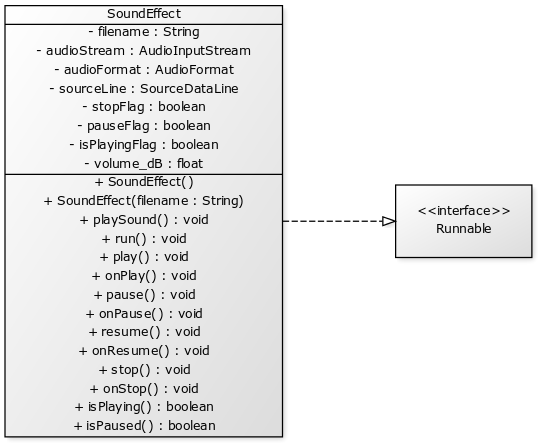 SoundEffect
- filename : String
- audioStream : AudioInputStream
- audioFormat : AudioFormat
- sourceLine : SourceDataLine
- stopFlag : boolean
- pauseFlag : boolean
- isPlayingFlag : boolean
- volume_dB : float
+ SoundEffect()
+ SoundEffect(filename : String)
+ playSound() : void
+ run() : void
+ play() : void
+ onPlay() : void
+ pause() : void
+ onPause() : void
+ resume() : void
+ onResume() : void
+ stop() : void
+ onStop() : void
+ isPlaying() : boolean
+ isPaused() : boolean
<<interface>>
Runnable